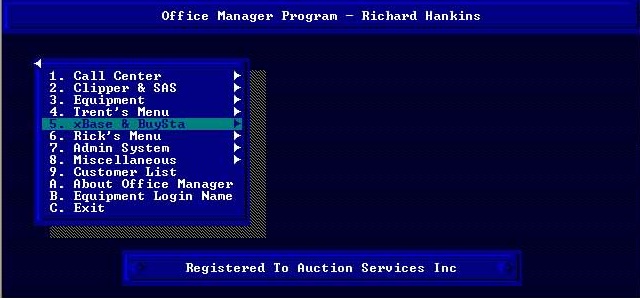 Office Manager Program - Richard Hankins
1. Call Center
2. Clipper & SAS
3. Equipment
4. Trent's Menu
5. xBase & BuySta
6. Rick's Menu
7. Admin System
8. Miscellaneous
9. Customer List
A. About Office Manager
B. Equipment Login Name
C. Exit
Registered To Auction Services Inc